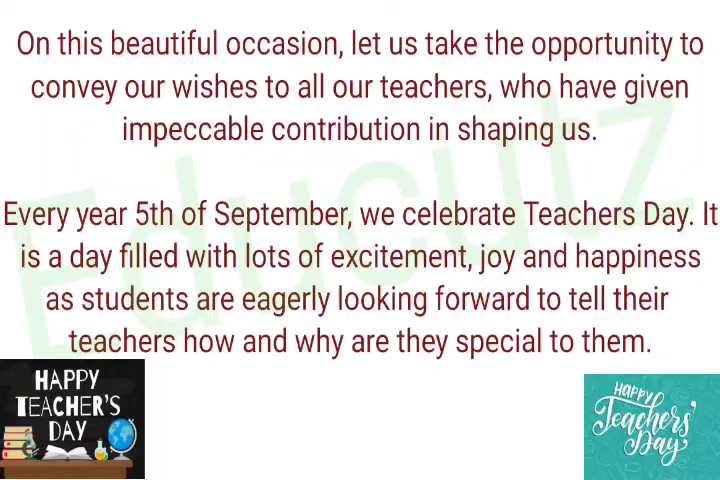 On this beautiful occasion, let us take the opportunity to
convey our wishes to all our teachers, who have given
impeccable contribution in shaping us.
Every year 5th of September, we celebrate Teachers Day. It
is a day filled with lots of excitement, joy and happiness
as students are eagerly looking forward to tell their
teachers how and why are they special to them.
Educutz
HAPPY
TEACHER'S
DAY
HAPPY
Teachers'
Day